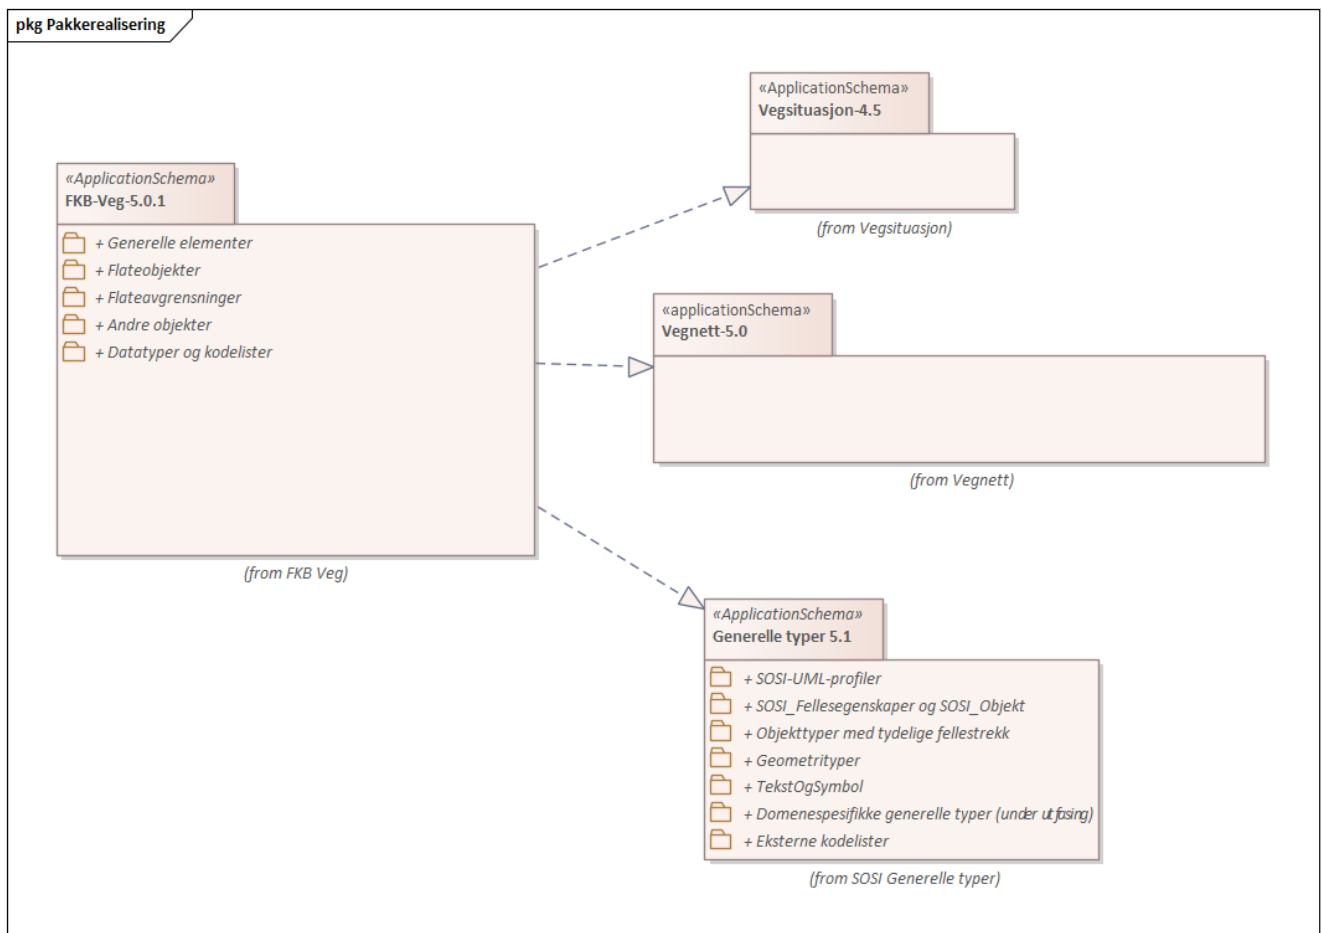 pkg Pakkerealisering
«ApplicationSchema»
Vegsituasjon-4.5
(from Vegsituasjon)
«ApplicationSchema»
FKB-Veg-5.0.1
+ Generelle elementer
+ Flateobjekter
+ Flateavgrensninger
+ Andre objekter
+ Datatyper og kodelister
(from FKB Veg)
«applicationSchema»
Vegnett-5.0
(from Vegnett)
«ApplicationSchema»
Generelle typer 5.1
+ SOSI-UML-profiler
+ SOSI_Fellesegenskaper og SOSI_Objekt
+ Objekttyper med tydelige fellestrekk
+ Geometrityper
+ TekstOgSymbol
+ Domenespesifikke generelle typer (under utfasing)
+ Eksterne kodelister
(from SOSI Generelle typer)